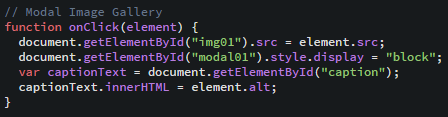 // Modal Image Gallery
function onClick(element) {
  document.getElementById("img01").src = element.src;
  document.getElementById("modal01").style.display = "block";
  var captionText = document.getElementById("caption");
  captionText.innerHTML = element.alt;
}